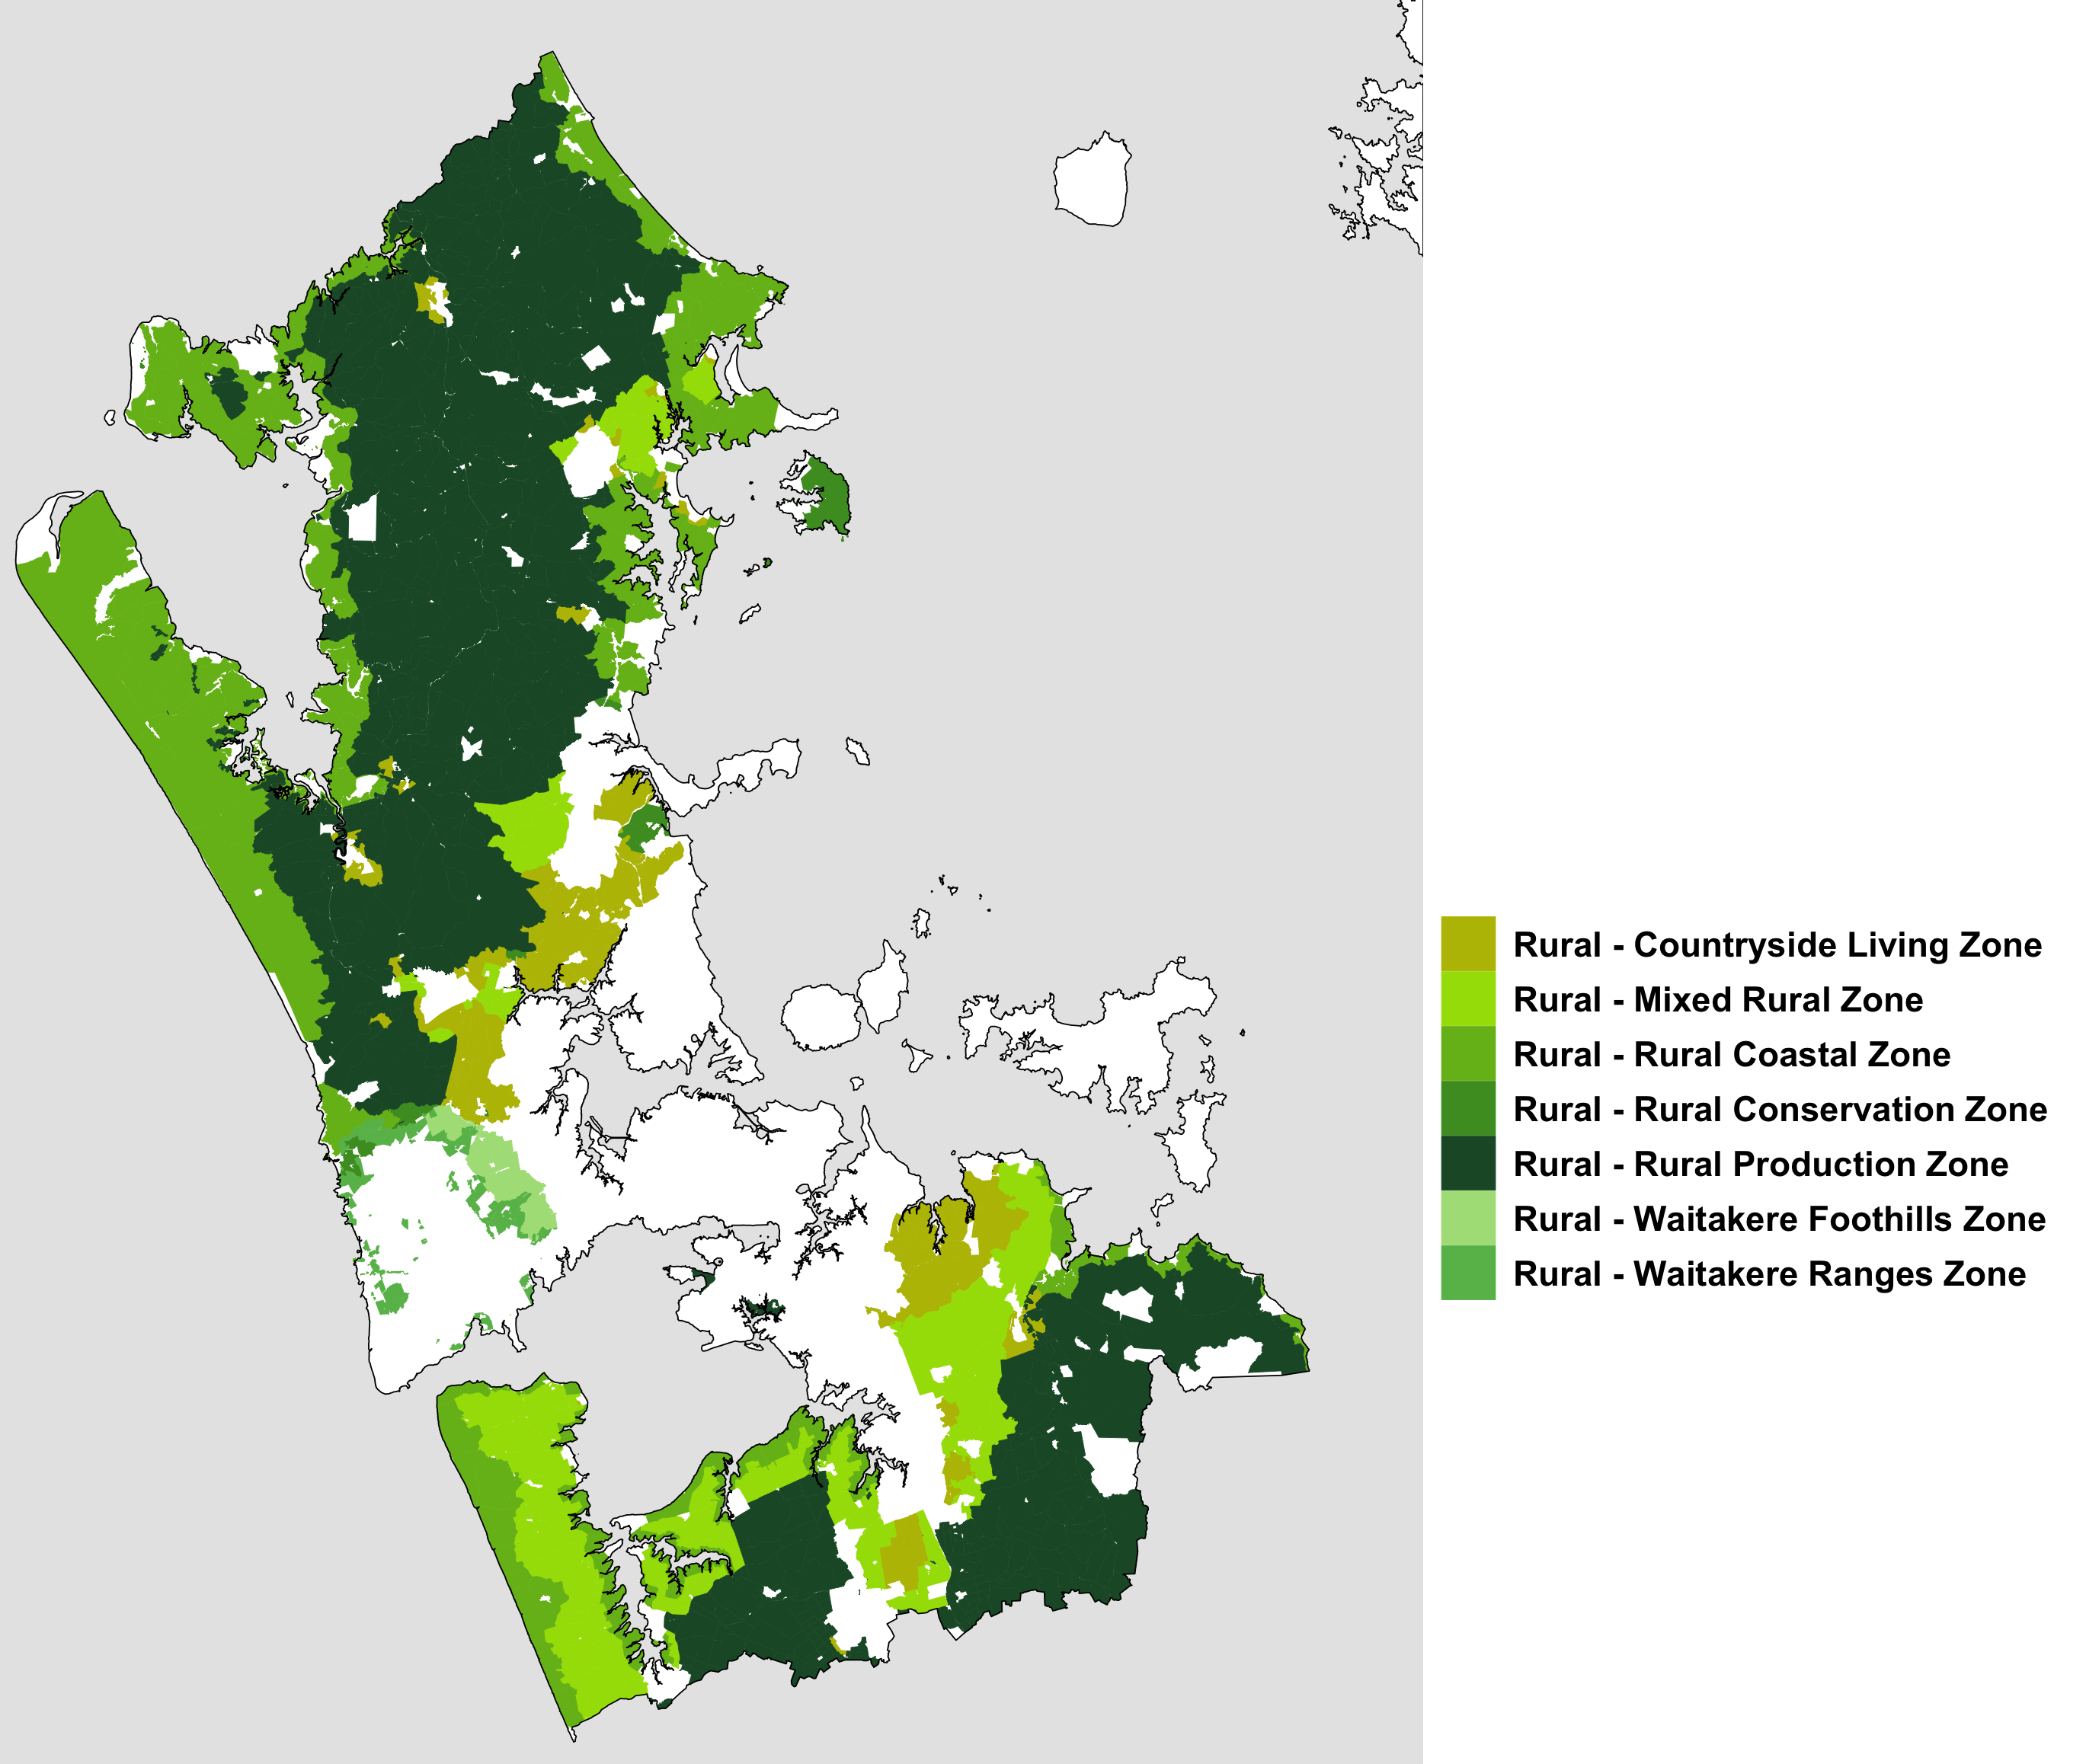 Rural - Countryside Living Zone
Rural - Mixed Rural Zone
Rural - Rural Coastal Zone
Rural - Rural Conservation Zone
Rural - Rural Production Zone
Rural - Waitakere Foothills Zone
Rural - Waitakere Ranges Zone